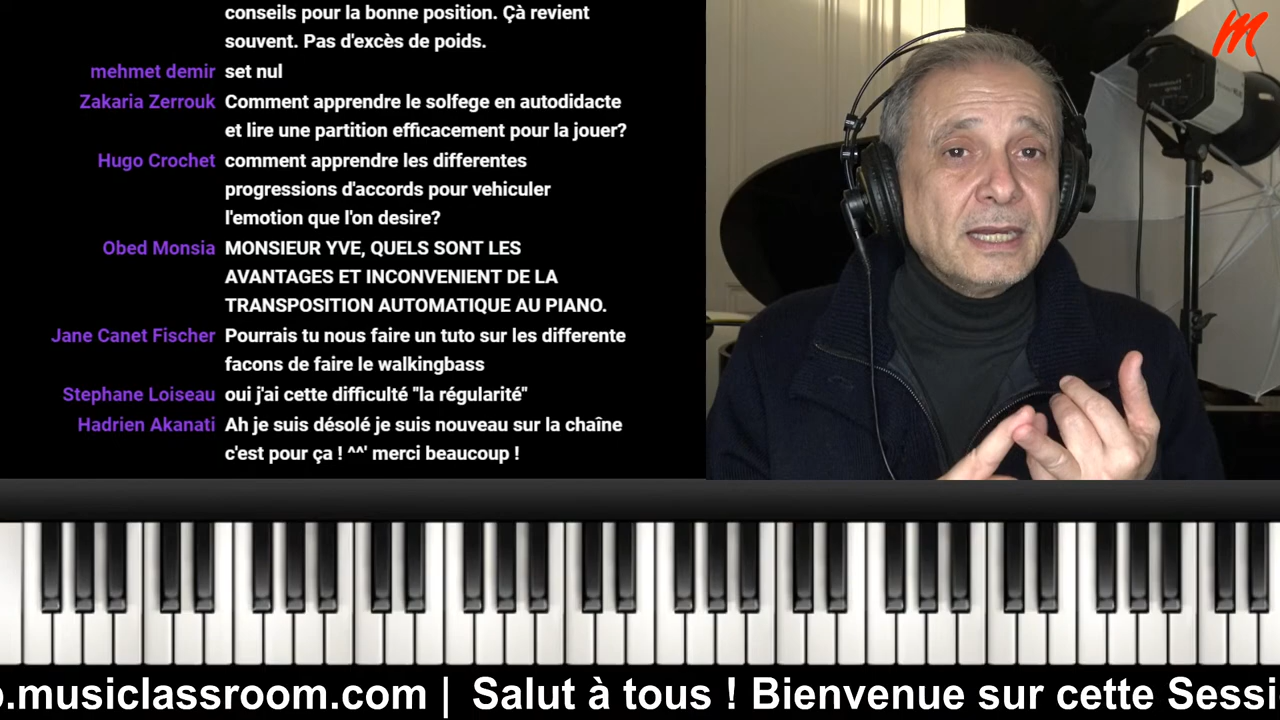 conseils pour la bonne position. Çà revient
souvent. Pas d'excès de poids.
mehmet demir set nul
Zakaria Zerrouk Comment apprendre le solfege en autodidacte
et lire une partition efficacement pour la jouer?
Hugo Crochet comment apprendre les differentes
progressions d'accords pour vehiculer
l'emotion que l'on desire?
Obed Monsia MONSIEUR YVE, QUELS SONT LES
AVANTAGES ET INCONVENIENT DE LA
TRANSPOSITION AUTOMATIQUE AU PIANO.
Jane Canet Fischer Pourrais tu nous faire un tuto sur les differente
facons de faire le walkingbass
Stephane Loiseau oui j'ai cette difficulté "la régularité"
Hadrien Akanati Ah je suis désolé je suis nouveau sur la chaîne
c'est pour ça ! ^^' merci beaucoup !
M
.musiclassroom.com | Salut à tous ! Bienvenue sur cette Sessi